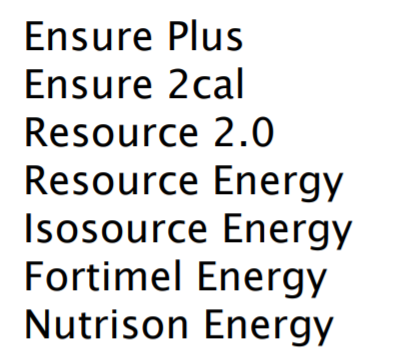 Ensure Plus
Ensure 2cal
Resource 2.0
Resource Energy
Isosource Energy
Fortimel Energy
Nutrison Energy